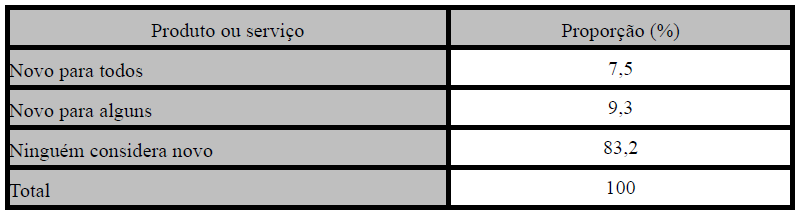 Produto ou serviço Proporção (%)
Novo para todos 7,5
Novo para alguns 9,3
Ninguém considera novo 83,2
Total 100